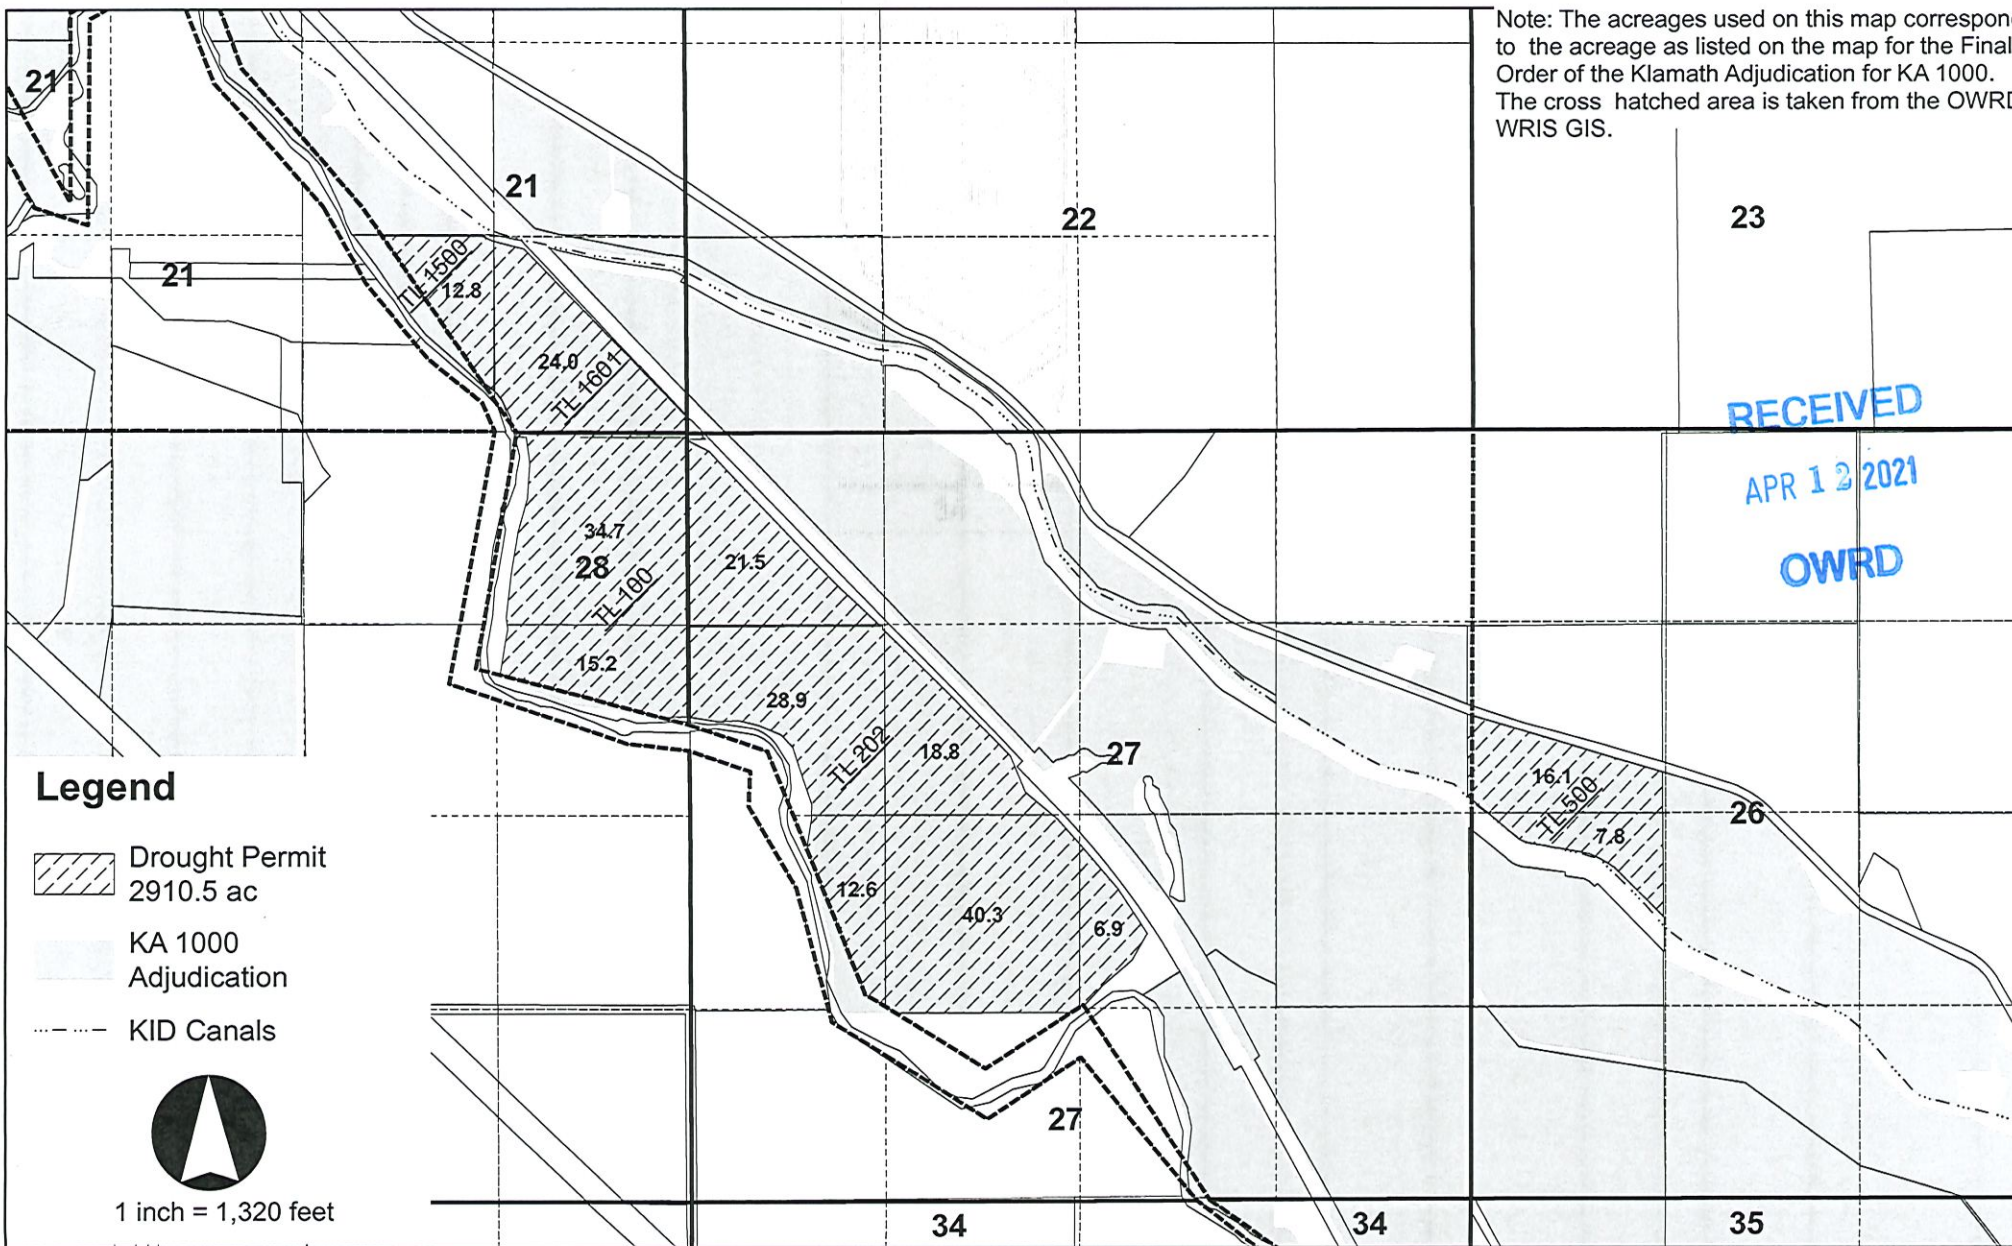 Note: The acreages used on this map correspond
to the acreage as listed on the map for the Final
Order of the Klamath Adjudication for KA 1000.
The cross hatched area is taken from the OWRD
WRIS GIS.
21
21
21
22
23
TL 1500
12.8
24.0
TL 1601
RECEIVED
APR 12 2021
OWRD
34.7
28
TL 100
21.5
15.2
28.9
TL 202
18.8
27
16.1
TL 500
7.8
26
12.6
40.3
6.9
27
34
34
35
Legend
Drought Permit
2910.5 ac
KA 1000
Adjudication
KID Canals
1 inch = 1,320 feet